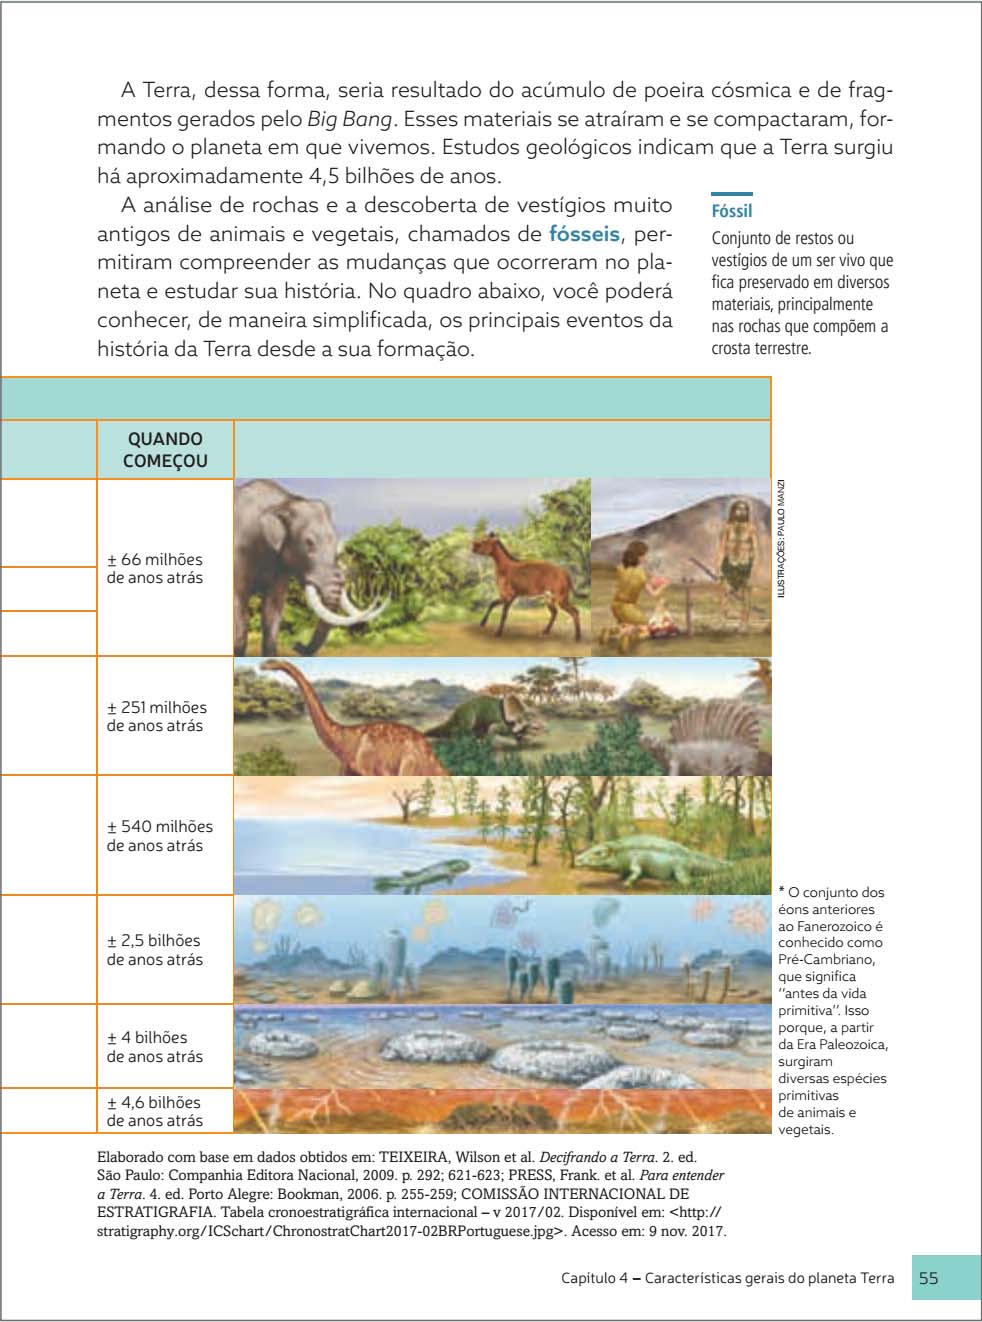 A Terra, dessa forma, seria resultado do acúmulo de poeira cósmica e de frag-
mentos gerados pelo Big Bang. Esses materiais se atraíram e se compactaram, for-
mando o planeta em que vivemos. Estudos geológicos indicam que a Terra surgiu
há aproximadamente 4,5 bilhões de anos.
A análise de rochas e a descoberta de vestígios muito
antigos de animais e vegetais, chamados de fósseis, per-
mitiram compreender as mudanças que ocorreram no pla-
neta e estudar sua história. No quadro abaixo, você poderá
conhecer, de maneira simplificada, os principais eventos da
história da Terra desde a sua formação.
Fóssil
Conjunto de restos ou
vestígios de um ser vivo que
fica preservado em diversos
materiais, principalmente
nas rochas que compõem a
crosta terrestre.
QUANDO
COMEÇOU
± 66 milhões
de anos atrás
± 251 milhões
de anos atrás
± 540 milhões
de anos atrás
± 2,5 bilhões
de anos atrás
± 4 bilhões
de anos atrás
± 4,6 bilhões
de anos atrás
ILUSTRAÇÕES: PAULO MANZI
* O conjunto dos
éons anteriores
ao Fanerozoico é
conhecido como
Pré-Cambriano,
que significa
‘‘antes da vida
primitiva’’. Isso
porque, a partir
da Era Paleozoica,
surgiram
diversas espécies
primitivas
de animais e
vegetais.
Elaborado com base em dados obtidos em: TEIXEIRA, Wilson et al. Decifrando a Terra. 2. ed.
São Paulo: Companhia Editora Nacional, 2009. p. 292; 621-623; PRESS, Frank. et al. Para entender
a Terra. 4. ed. Porto Alegre: Bookman, 2006. p. 255-259; COMISSÃO INTERNACIONAL DE
ESTRATIGRAFIA. Tabela cronoestratigráfica internacional – v 2017/02. Disponível em: <http://
stratigraphy.org/ICSchart/ChronostratChart2017-02BRPortuguese.jpg>. Acesso em: 9 nov. 2017.
Capítulo 4 – Características gerais do planeta Terra
55